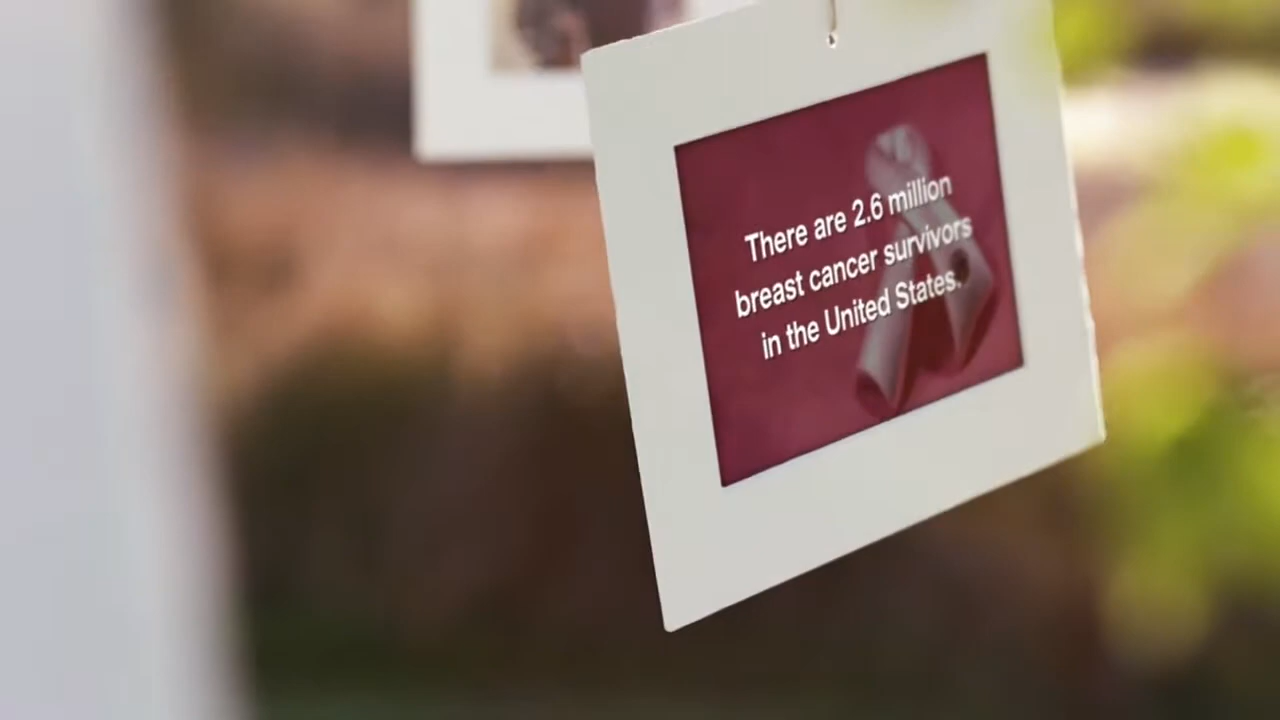 There are 2.6 million
breast cancer survivors
in the United States.